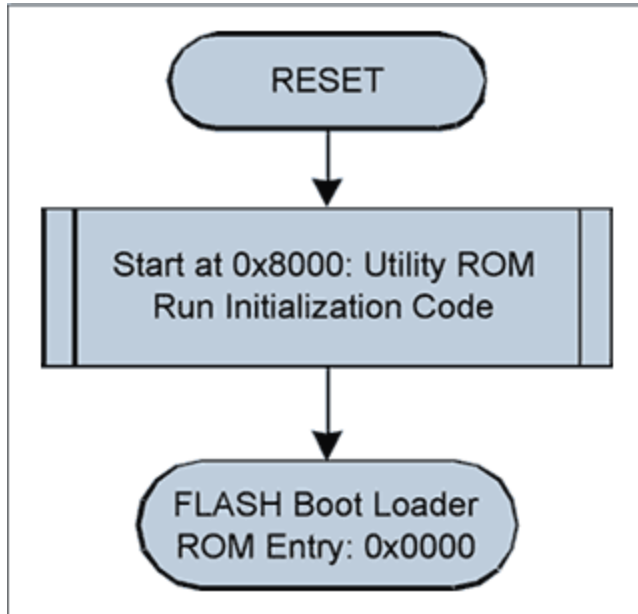 RESET
Start at 0x8000: Utility ROM
Run Initialization Code
FLASH Boot Loader
ROM Entry: 0x0000